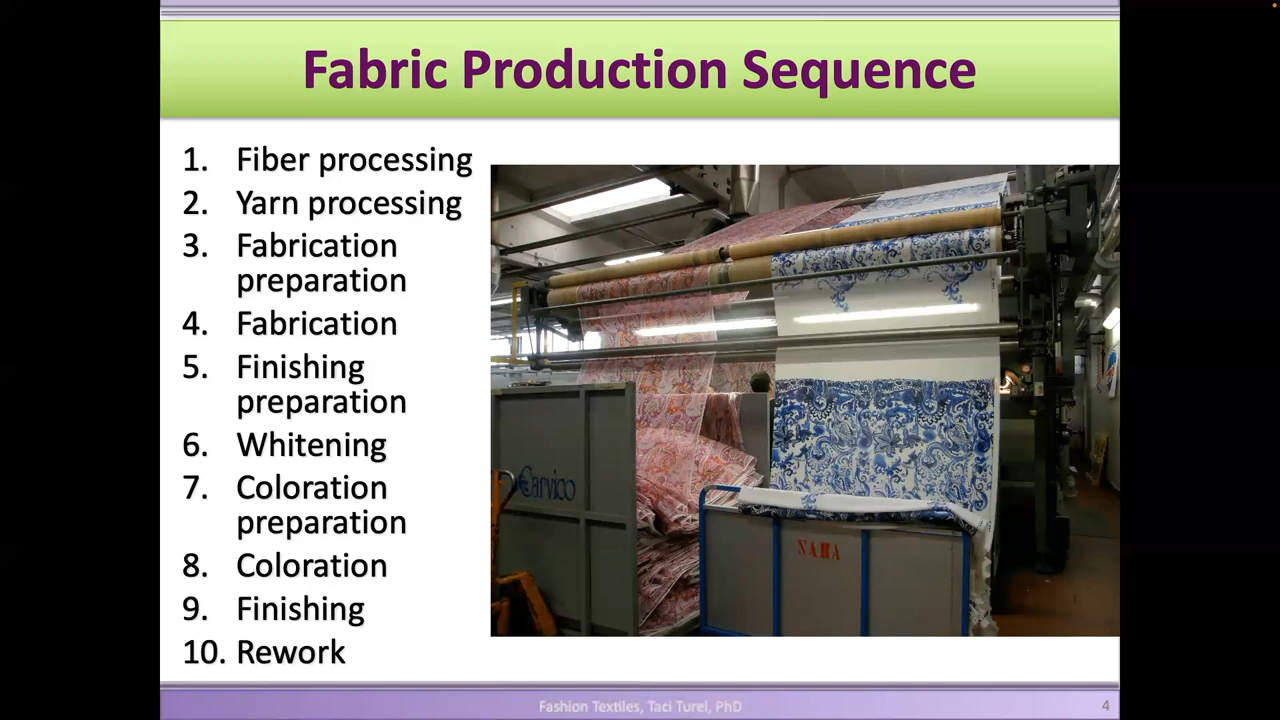 Fabric Production Sequence
1. Fiber processing
2. Yarn processing
3. Fabrication
preparation
4. Fabrication
5. Finishing
preparation
6. Whitening
7. Coloration
preparation
8. Coloration
9. Finishing
10. Rework
Carvico
NAHA
Fashion Textiles, Taci Turel, PhD
4